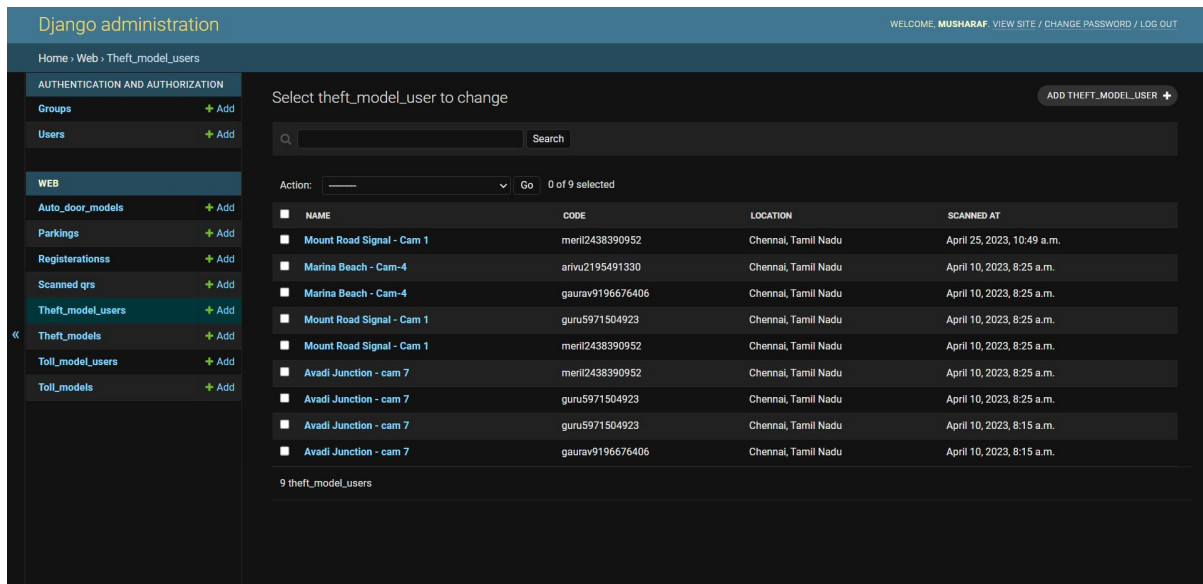 Django administration
WELCOME, MUSHARAF. VIEW SITE / CHANGE PASSWORD / LOG OUT
Home › Web › Theft_model_users
AUTHENTICATION AND AUTHORIZATION
Groups + Add
Users + Add
WEB
Auto_door_models + Add
Parkings + Add
Registerationss + Add
Scanned qrs + Add
Theft_model_users + Add
« Theft_models + Add
Toll_model_users + Add
Toll_models + Add
Select theft_model_user to change
ADD THEFT_MODEL_USER +
Search
Action: --------- Go 0 of 9 selected
NAME CODE LOCATION SCANNED AT
Mount Road Signal - Cam 1 meril2438390952 Chennai, Tamil Nadu April 25, 2023, 10:49 a.m.
Marina Beach - Cam-4 arivu2195491330 Chennai, Tamil Nadu April 10, 2023, 8:25 a.m.
Marina Beach - Cam-4 gaurav9196676406 Chennai, Tamil Nadu April 10, 2023, 8:25 a.m.
Mount Road Signal - Cam 1 guru5971504923 Chennai, Tamil Nadu April 10, 2023, 8:25 a.m.
Mount Road Signal - Cam 1 meril2438390952 Chennai, Tamil Nadu April 10, 2023, 8:25 a.m.
Avadi Junction - cam 7 meril2438390952 Chennai, Tamil Nadu April 10, 2023, 8:25 a.m.
Avadi Junction - cam 7 guru5971504923 Chennai, Tamil Nadu April 10, 2023, 8:25 a.m.
Avadi Junction - cam 7 guru5971504923 Chennai, Tamil Nadu April 10, 2023, 8:15 a.m.
Avadi Junction - cam 7 gaurav9196676406 Chennai, Tamil Nadu April 10, 2023, 8:15 a.m.
9 theft_model_users